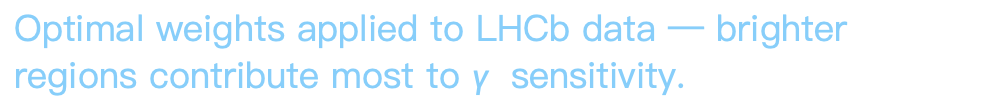 Optimal weights applied to LHCb data — brighter
regions contribute most to γ sensitivity.